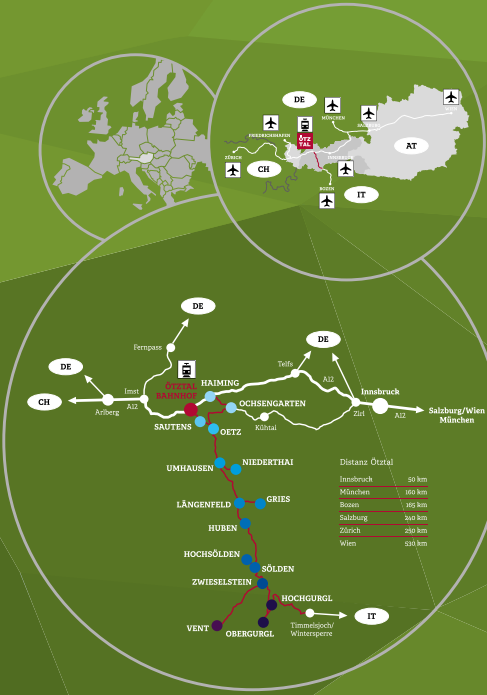 DE
MÜNCHEN
FRIEDRICHSHAFEN
ÖTZ
TAL
ZÜRICH
CH
AT
BOZEN
IT
DE
DE
Fernpass
DE
ÖTZTAL
BAHNHOF
HAIMING
Telfs
A12
Imst
A12
Arlberg
CH
OCHSENGARTEN
Innsbruck
Zirl
A12
Salzburg/Wien
München
Kühtai
SAUTENS
OETZ
UMHAUSEN
NIEDERTHAI
Distanz Ötztal
Innsbruck 50 km
München 160 km
Bozen 165 km
Salzburg 240 km
Zürich 250 km
Wien 530 km
LÄNGENFELD
GRIES
HUBEN
HOCHSÖLDEN
SÖLDEN
ZWIESELSTEIN
HOCHGURGL
IT
Timmelsjoch/
Wintersperre
VENT
OBERGURGL